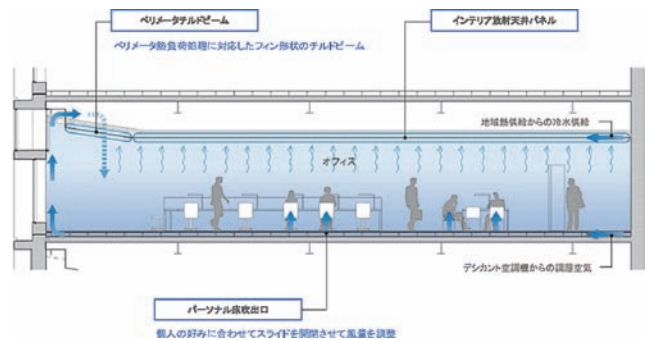 ペリメータチルドビーム
インテリア放射天井パネル
ペリメータ熱負荷処理に対応したフィン形状のチルドビーム
地域熱供給からの冷水供給
オフィス
デシカント空調機からの調湿空気
パーソナル床吹出口
個人の好みに合わせてスライドを開閉させて風量を調整